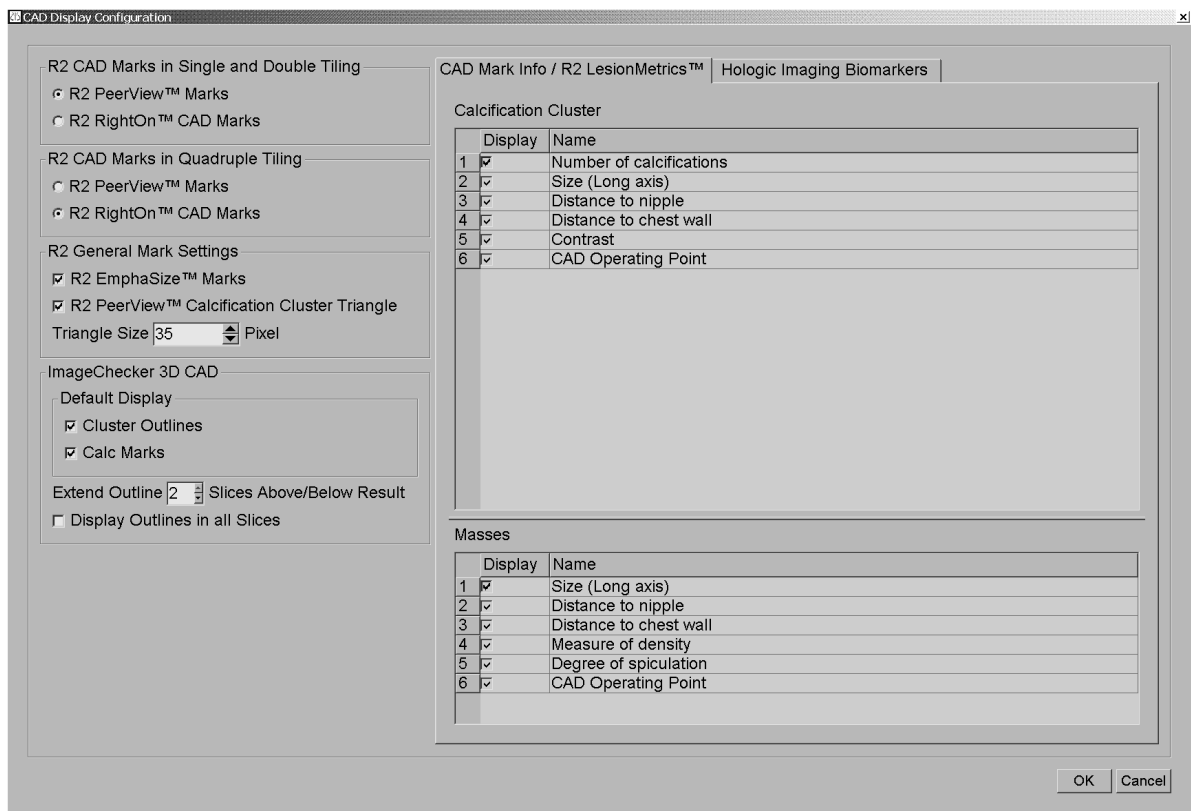 CAD Display Configuration
R2 CAD Marks in Single and Double Tiling
R2 PeerView™ Marks
R2 RightOn™ CAD Marks
R2 CAD Marks in Quadruple Tiling
R2 PeerView™ Marks
R2 RightOn™ CAD Marks
R2 General Mark Settings
R2 EmphaSize™ Marks
R2 PeerView™ Calcification Cluster Triangle
Triangle Size 35 Pixel
ImageChecker 3D CAD
Default Display
Cluster Outlines
Calc Marks
Extend Outline 2 Slices Above/Below Result
Display Outlines in all Slices
CAD Mark Info / R2 LesionMetrics™ Hologic Imaging Biomarkers
Calcification Cluster
Display Name
1 Number of calcifications
2 Size (Long axis)
3 Distance to nipple
4 Distance to chest wall
5 Contrast
6 CAD Operating Point
Masses
Display Name
1 Size (Long axis)
2 Distance to nipple
3 Distance to chest wall
4 Measure of density
5 Degree of spiculation
6 CAD Operating Point
OK Cancel